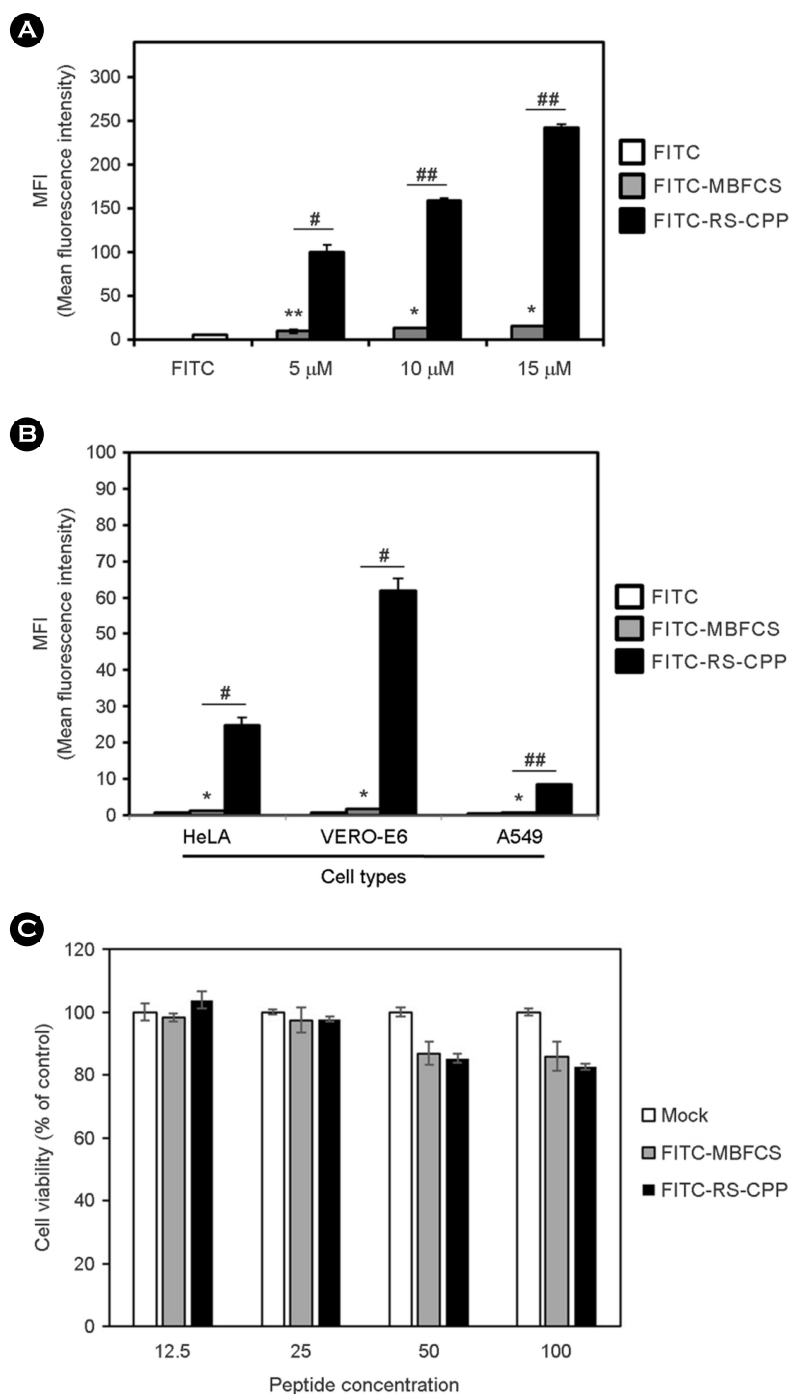 A
MFI
(Mean fluorescence intensity)
300
250
200
150
100
50
0
**
#
*
##
*
##
FITC
5 μM
10 μM
15 μM
FITC
FITC-MBFCS
FITC-RS-CPP
B
MFI
(Mean fluorescence intensity)
100
90
80
70
60
50
40
30
20
10
0
*
#
*
#
*
##
HeLA
VERO-E6
A549
Cell types
FITC
FITC-MBFCS
FITC-RS-CPP
C
Cell viability (% of control)
120
100
80
60
40
20
0
12.5
25
50
100
Peptide concentration
Mock
FITC-MBFCS
FITC-RS-CPP